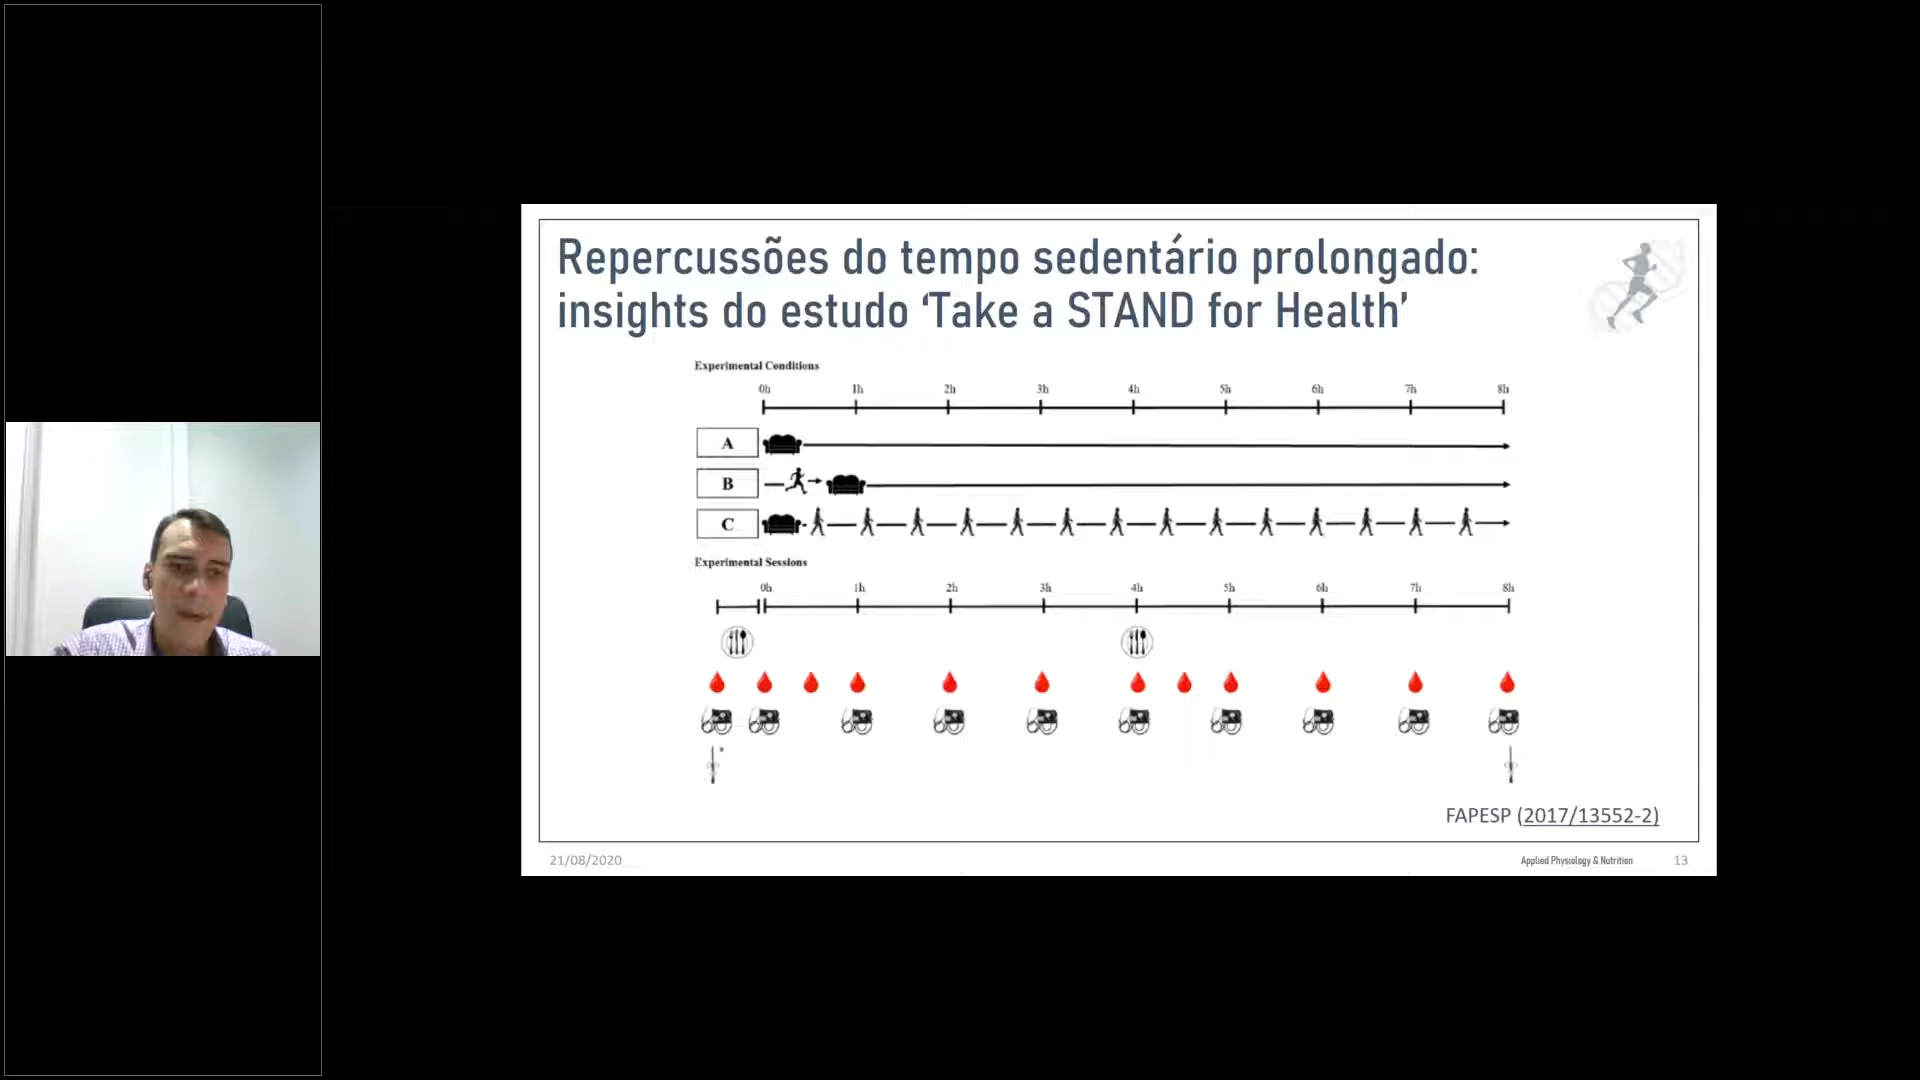 Repercussões do tempo sedentário prolongado:
insights do estudo ‘Take a STAND for Health’
Experimental Conditions
0h 1h 2h 3h 4h 5h 6h 7h 8h
A
B
C
Experimental Sessions
0h 1h 2h 3h 4h 5h 6h 7h 8h
*
FAPESP (2017/13552-2)
21/08/2020 Applied Physiology & Nutrition 13